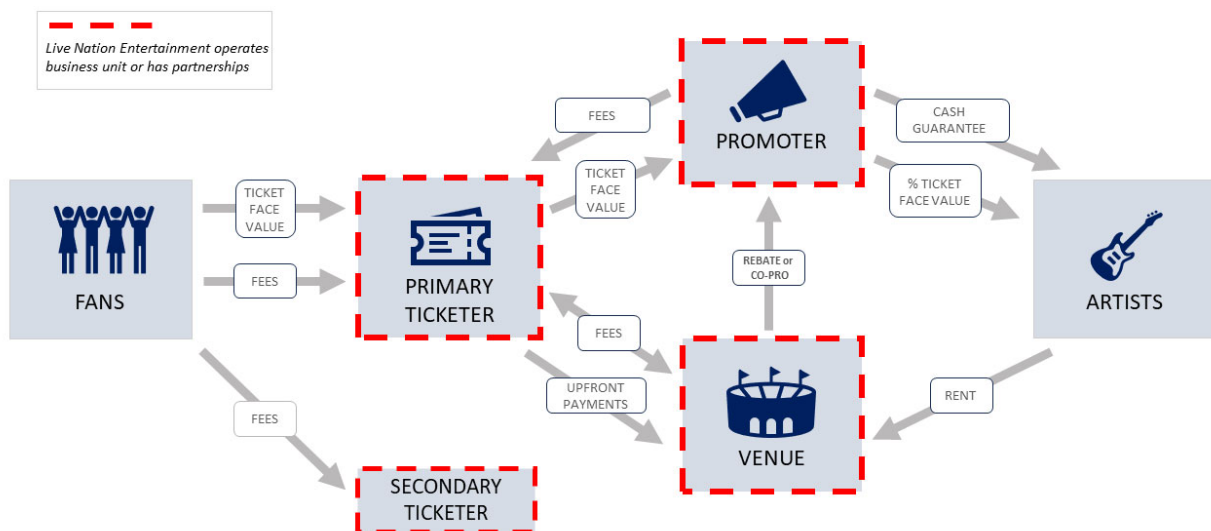 Live Nation Entertainment operates
business unit or has partnerships
FEES
PROMOTER
CASH
GUARANTEE
TICKET
FACE
VALUE
TICKET
FACE
VALUE
% TICKET
FACE VALUE
FEES
FANS
PRIMARY
TICKETER
REBATE or
CO-PRO
ARTISTS
FEES
UPFRONT
PAYMENTS
RENT
FEES
VENUE
SECONDARY
TICKETER